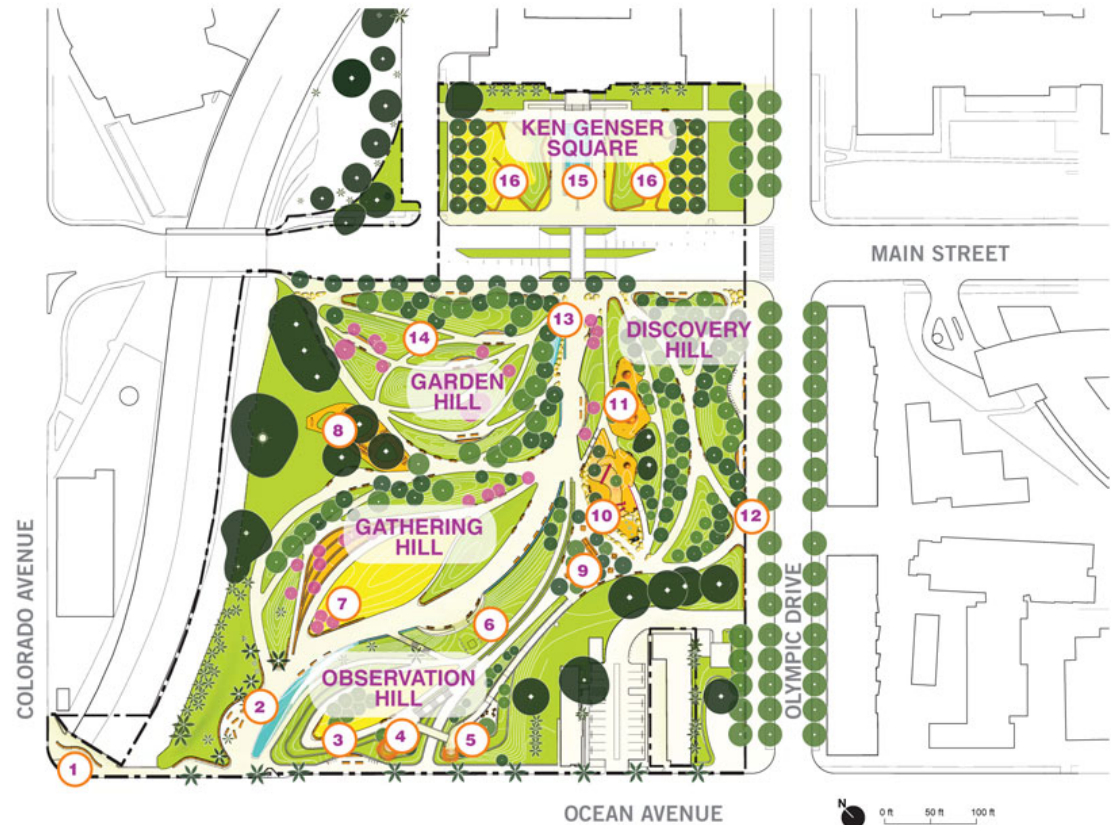 KEN GENSER
SQUARE
16
15
16
MAIN STREET
13
14
DISCOVERY
HILL
GARDEN
HILL
11
8
GATHERING
HILL
10
12
9
7
6
OBSERVATION
HILL
2
3
4
5
1
COLORADO AVENUE
OLYMPIC DRIVE
OCEAN AVENUE
N
0 ft
50 ft
100 ft